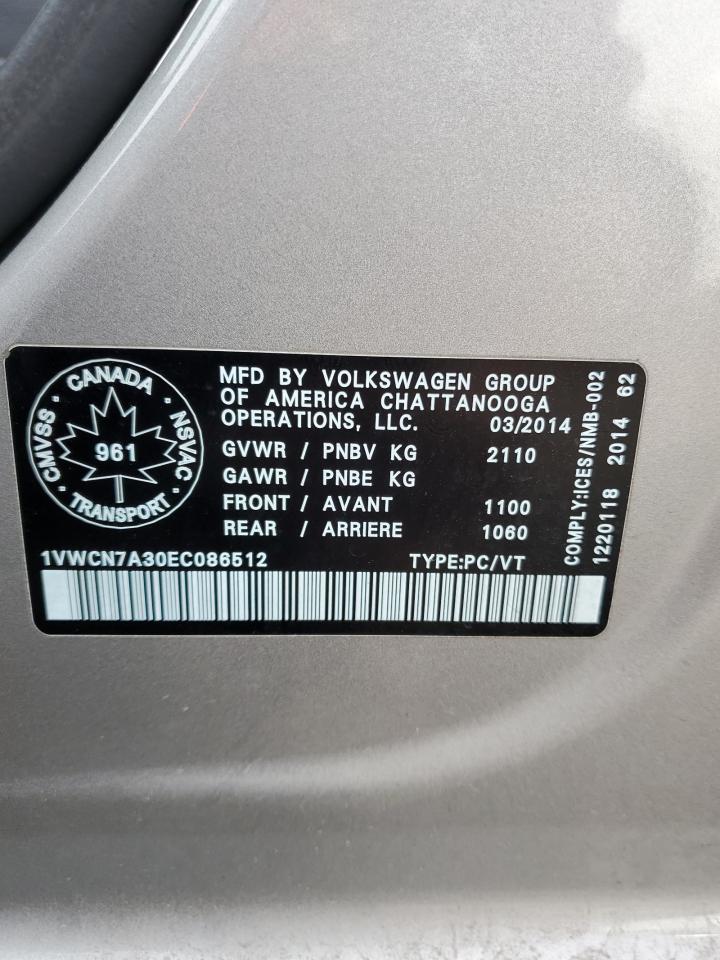 CANADA
CMVSS · NSVAC
961
TRANSPORT
MFD BY VOLKSWAGEN GROUP
OF AMERICA CHATTANOOGA
OPERATIONS, LLC. 03/2014
GVWR / PNBV KG 2110
GAWR / PNBE KG
FRONT / AVANT 1100
REAR / ARRIERE 1060
1VWCN7A30EC086512 TYPE:PC/VT
COMPLY:ICES/NMB-002
1220118 2014 62